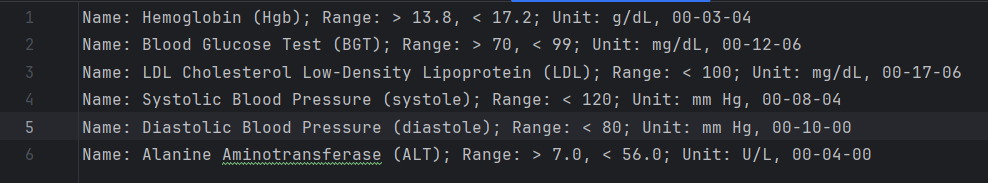 1 Name: Hemoglobin (Hgb); Range: > 13.8, < 17.2; Unit: g/dL, 00-03-04
2 Name: Blood Glucose Test (BGT); Range: > 70, < 99; Unit: mg/dL, 00-12-06
3 Name: LDL Cholesterol Low-Density Lipoprotein (LDL); Range: < 100; Unit: mg/dL, 00-17-06
4 Name: Systolic Blood Pressure (systole); Range: < 120; Unit: mm Hg, 00-08-04
5 Name: Diastolic Blood Pressure (diastole); Range: < 80; Unit: mm Hg, 00-10-00
6 Name: Alanine Aminotransferase (ALT); Range: > 7.0, < 56.0; Unit: U/L, 00-04-00